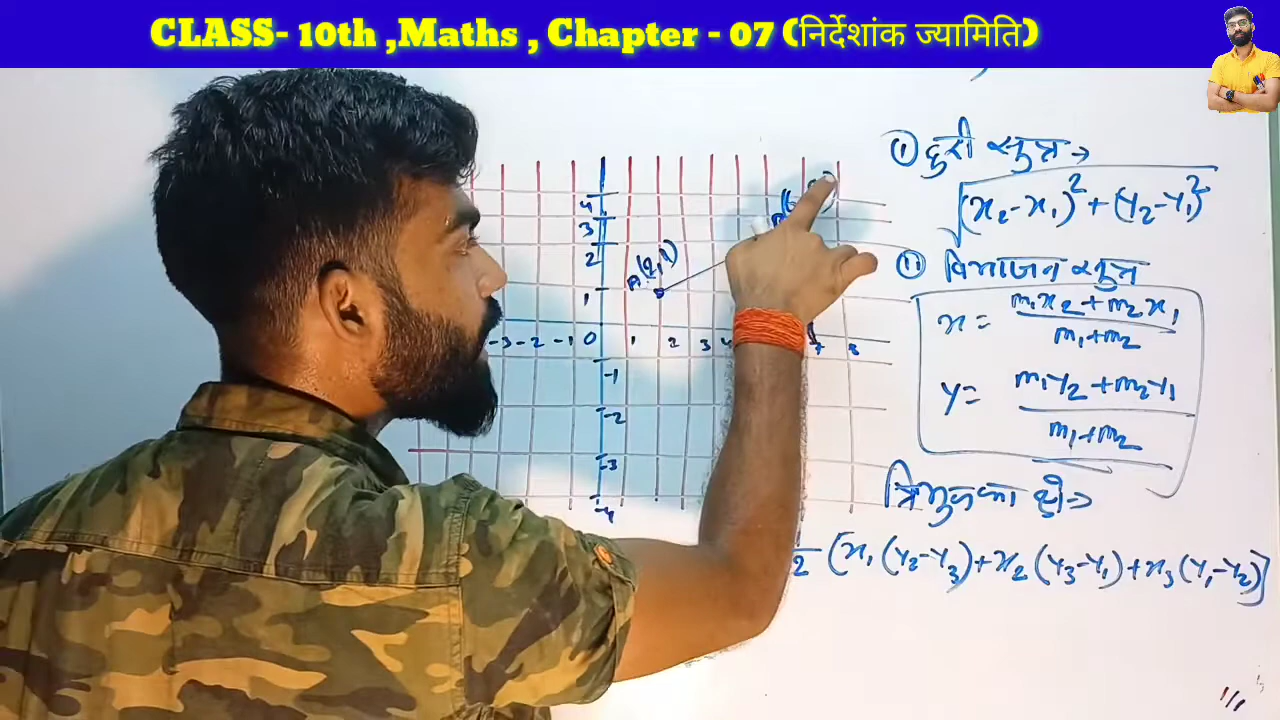 CLASS- 10th ,Maths , Chapter - 07 (निर्देशांक ज्यामिति)
① दुरी सुत्र→
√(x₂-x₁)²+(y₂-y₁)²
② विभाजन सुत्र
x= m₁x₂+m₂x₁
m₁+m₂
y= m₁y₂+m₂y₁
m₁+m₂
त्रिभुज का क्षे→
1/2 [x₁(y₂-y₃)+x₂(y₃-y₁)+x₃(y₁-y₂)]
4
3
2
A(2,1)
1
-3 -2 -1 0 1 2 3 4 7 8
-1
-2
-3
-4